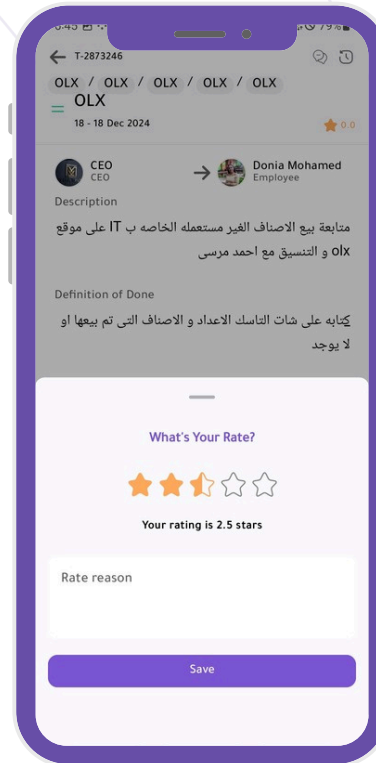 T-2873246
OLX / OLX / OLX / OLX / OLX
OLX
18 - 18 Dec 2024
0.0
CEO
CEO
Donia Mohamed
Employee
Description
متابعة بيع الاصناف الغير مستعمله الخاصه ب IT على موقع
olx و التنسيق مع احمد مرسى
Definition of Done
كتابه على شات التاسك الاعداد و الاصناف التى تم بيعها او
لا يوجد
What's Your Rate?
Your rating is 2.5 stars
Rate reason
Save